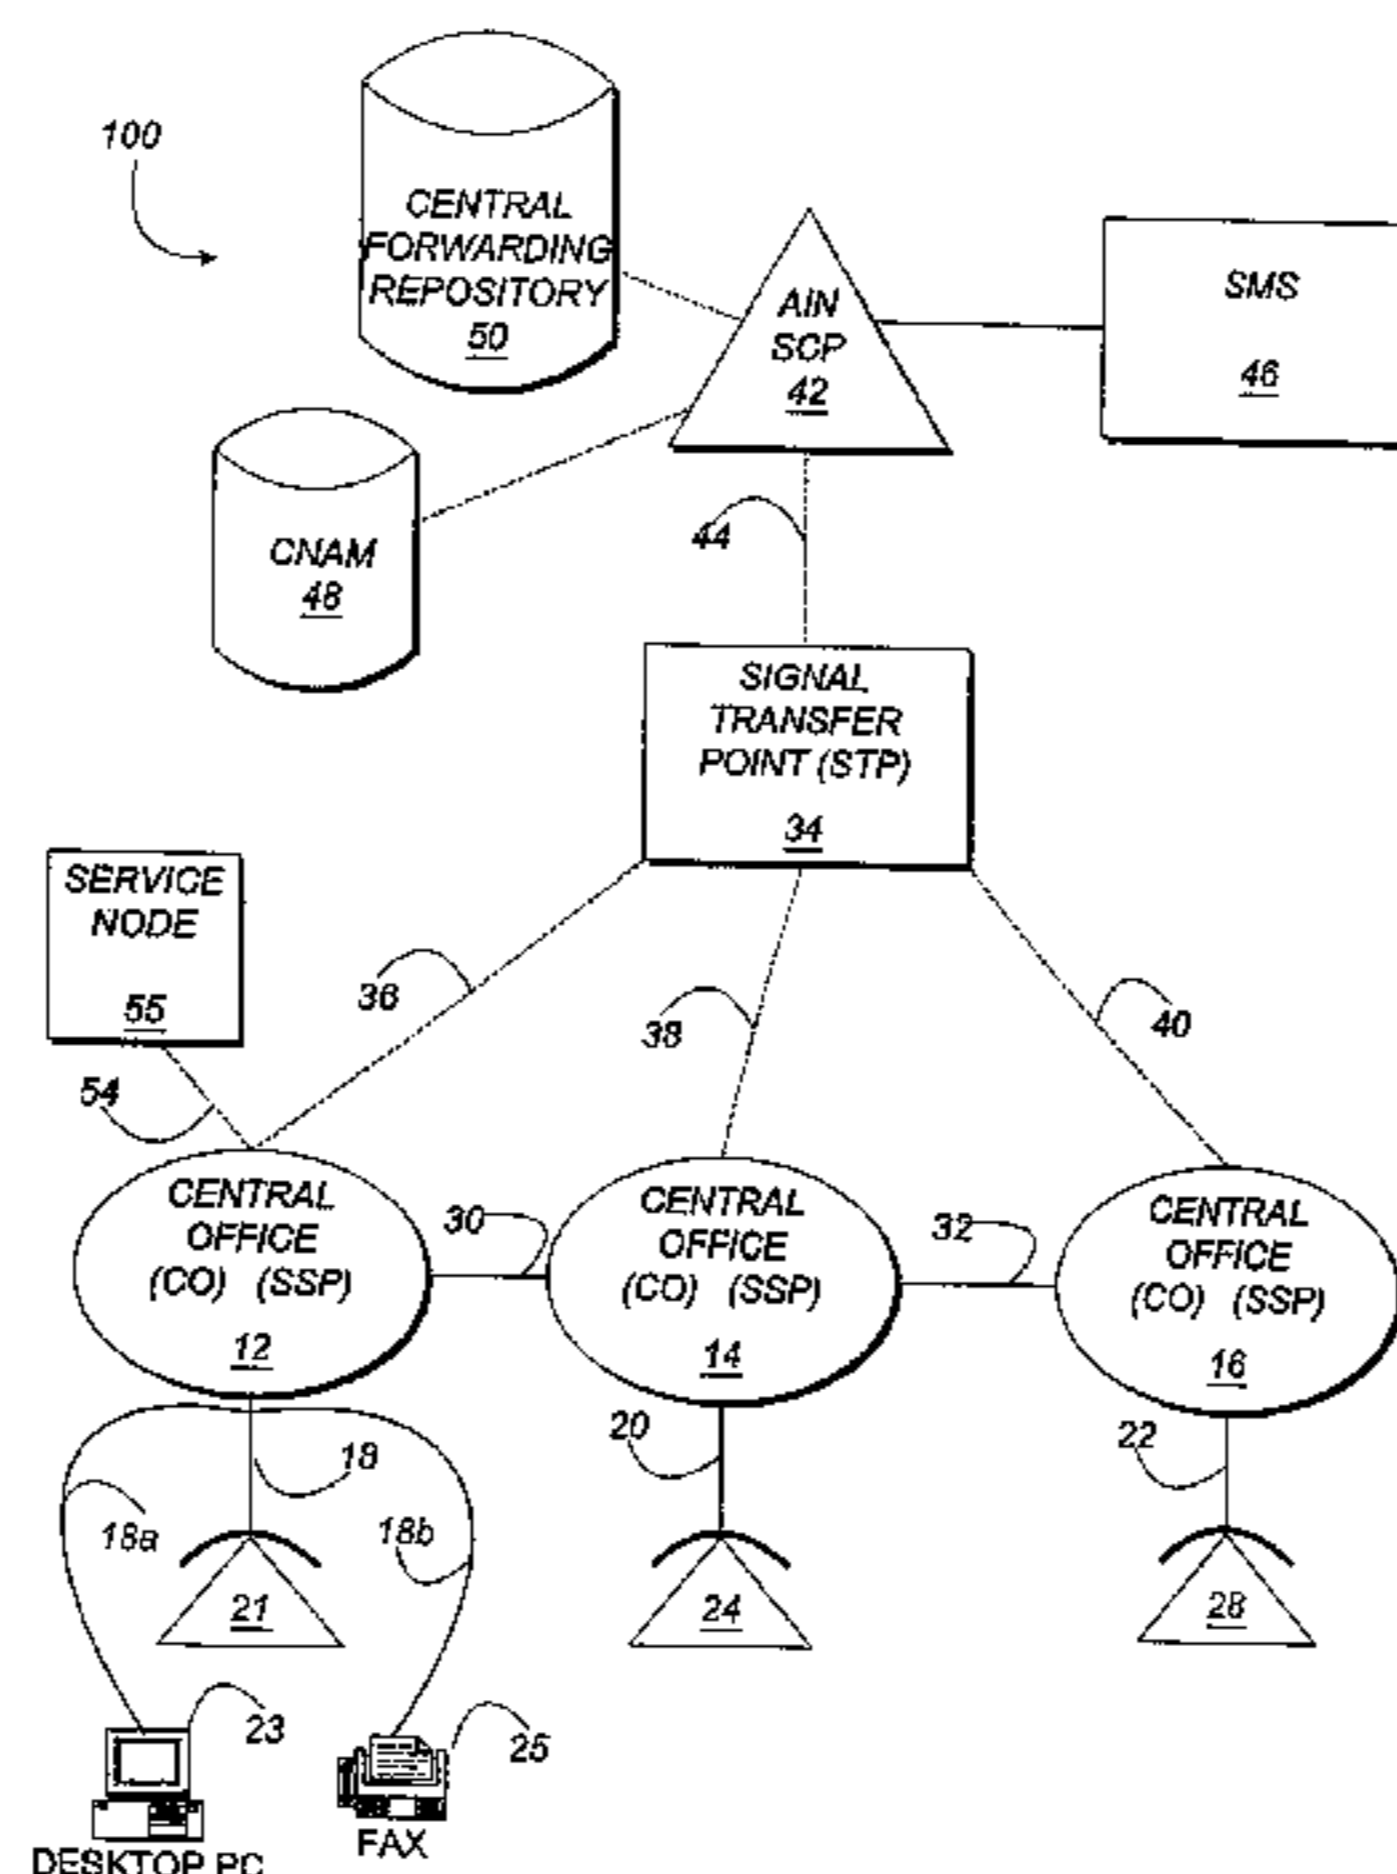 100
CENTRAL
FORWARDING
REPOSITORY
50
AIN
SCP
42
SMS
46
CNAM
48
44
SIGNAL
TRANSFER
POINT (STP)
34
SERVICE
NODE
55
36
38
40
54
CENTRAL
OFFICE
(CO) (SSP)
12
30
CENTRAL
OFFICE
(CO) (SSP)
14
32
CENTRAL
OFFICE
(CO) (SSP)
16
18
20
22
18a
18b
21
24
28
23
25
DESKTOP PC
FAX